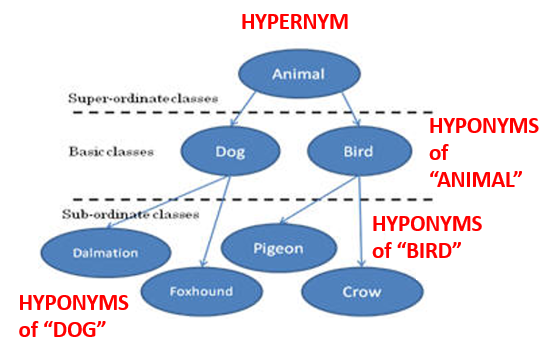 HYPERNYM
Animal
Super-ordinate classes
Basic classes
Dog
Bird
HYPONYMS
of
“ANIMAL”
Sub-ordinate classes
Dalmation
Pigeon
HYPONYMS
of “BIRD”
Foxhound
Crow
HYPONYMS
of “DOG”